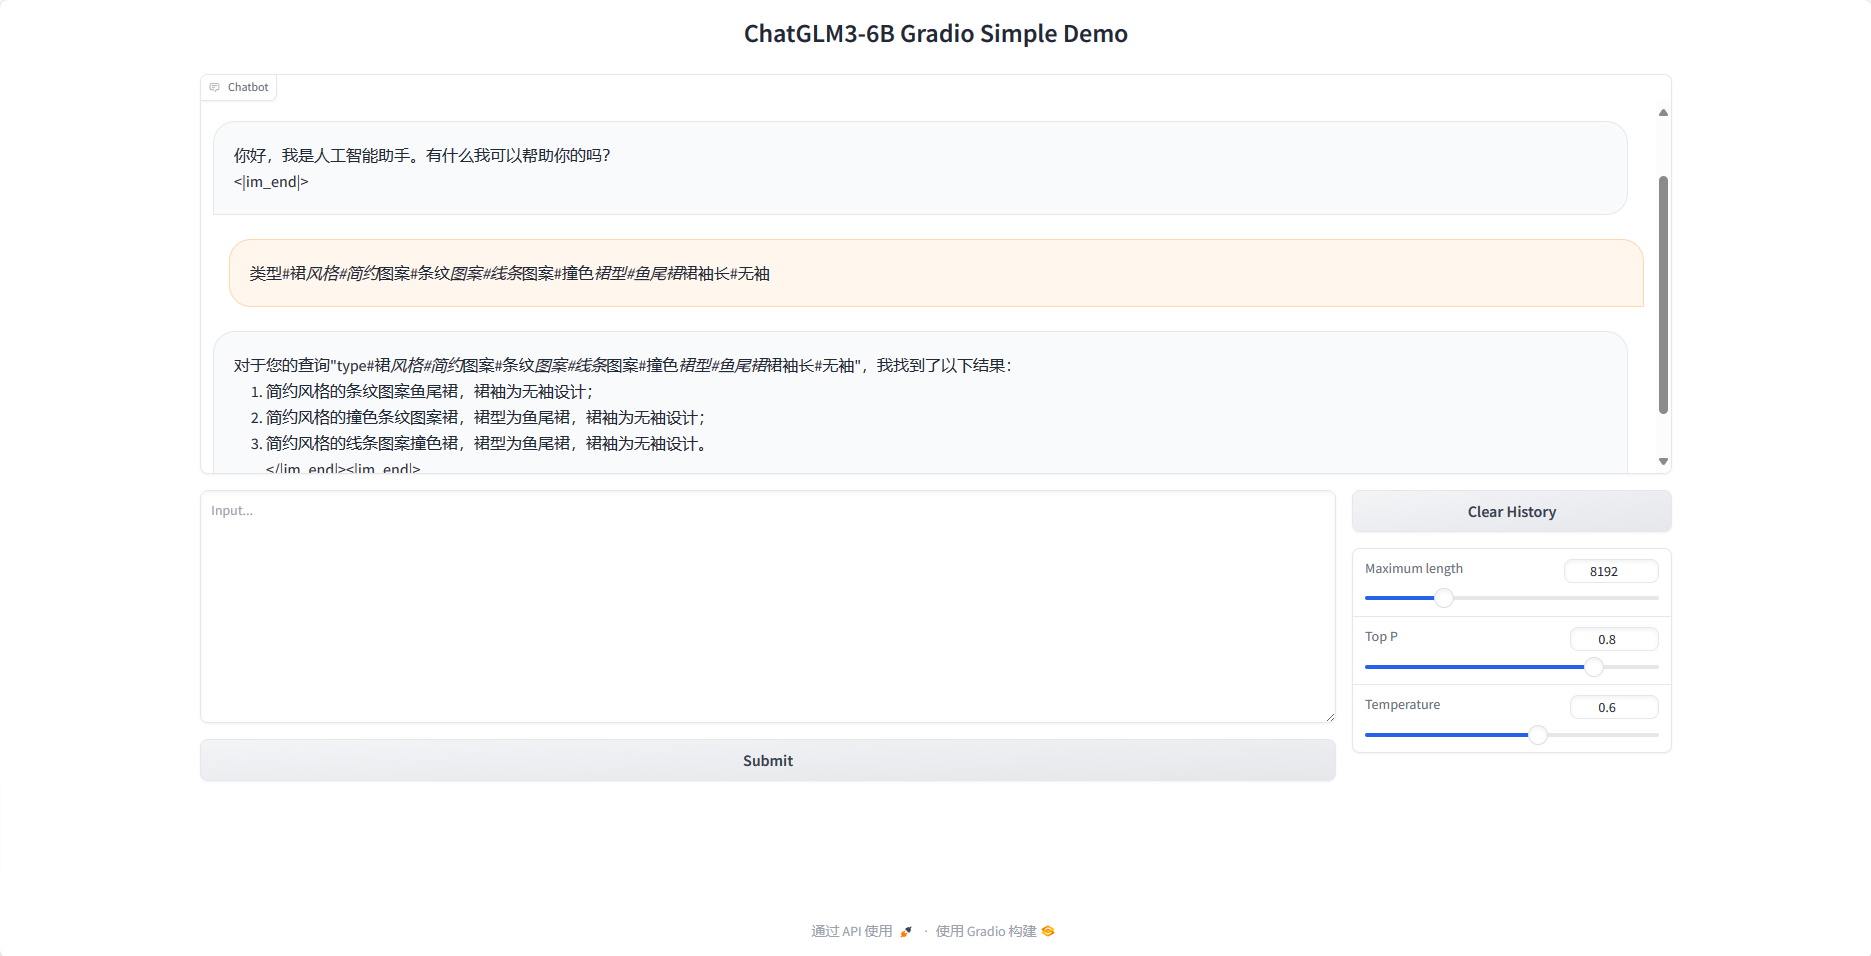 ChatGLM3-6B Gradio Simple Demo
Chatbot
你好，我是人工智能助手。有什么我可以帮助你的吗？
<|im_end|>
类型#裙风格#简约图案#条纹图案#线条图案#撞色裙型#鱼尾裙裙袖长#无袖
对于您的查询"type#裙风格#简约图案#条纹图案#线条图案#撞色裙型#鱼尾裙裙袖长#无袖"，我找到了以下结果：
1. 简约风格的条纹图案鱼尾裙，裙袖为无袖设计；
2. 简约风格的撞色条纹图案裙，裙型为鱼尾裙，裙袖为无袖设计；
3. 简约风格的线条图案撞色裙，裙型为鱼尾裙，裙袖为无袖设计。
</|im_end|><|im_end|>
Input...
Clear History
Maximum length 8192
Top P 0.8
Temperature 0.6
Submit
通过 API 使用 · 使用 Gradio 构建